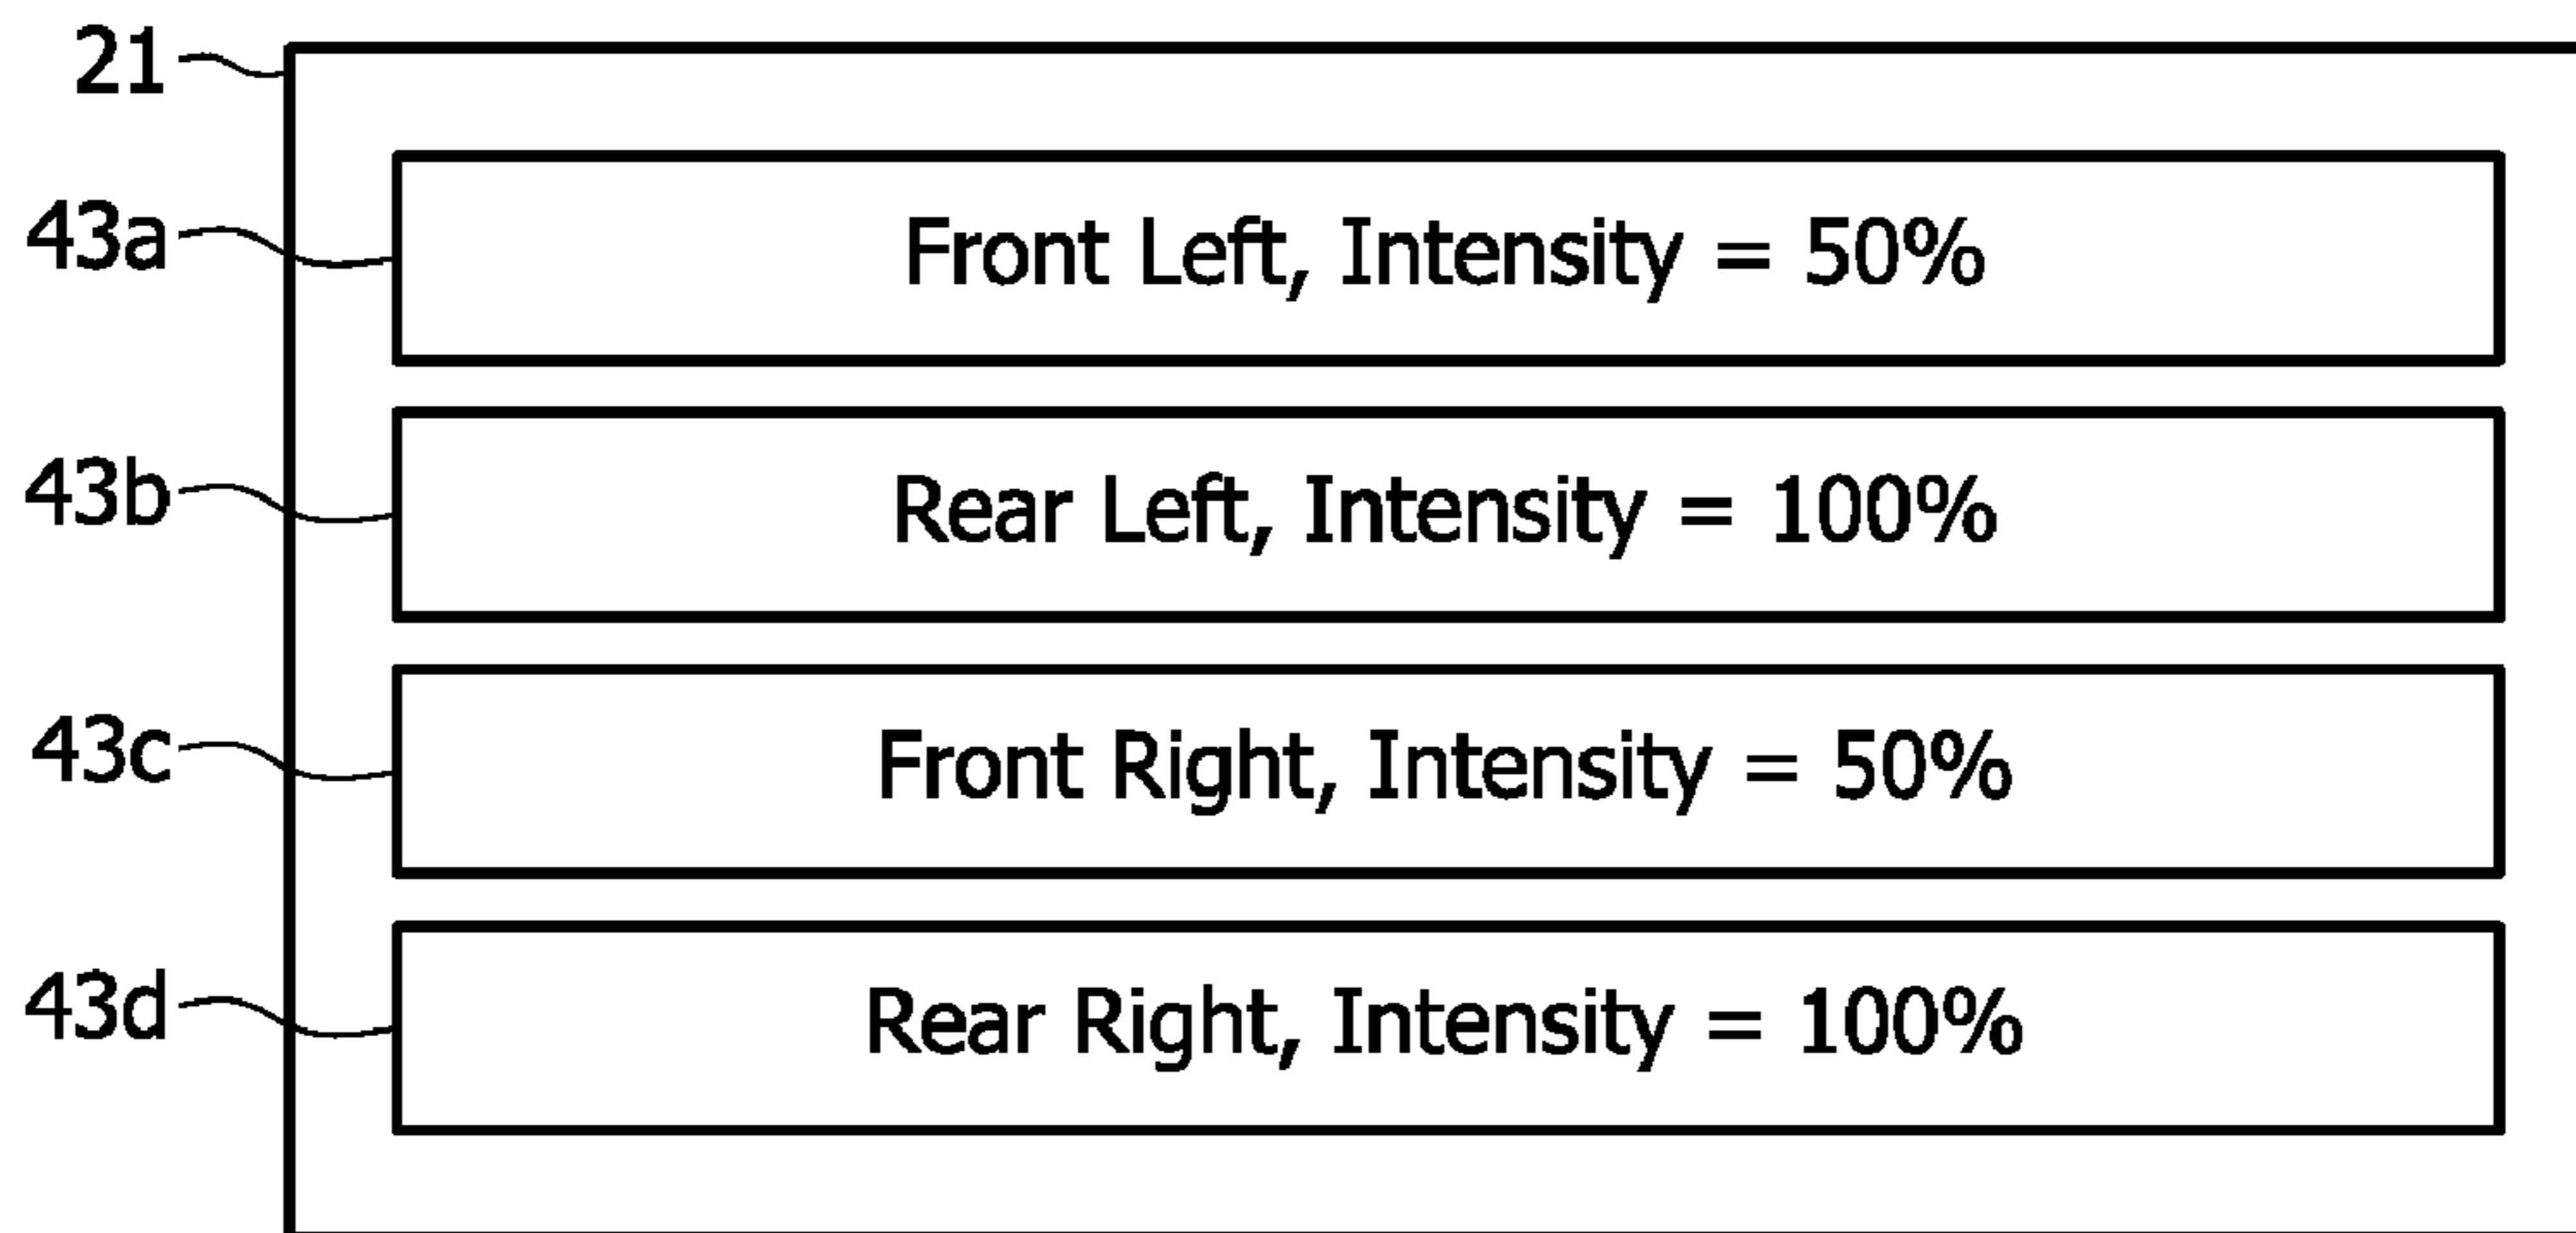 21
43a Front Left, Intensity = 50%
43b Rear Left, Intensity = 100%
43c Front Right, Intensity = 50%
43d Rear Right, Intensity = 100%